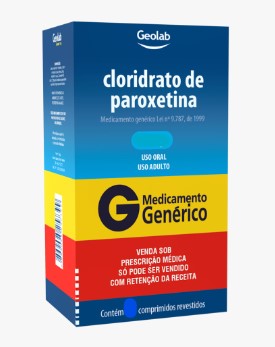 Geolab
cloridrato de
paroxetina
Medicamento genérico Lei nº 9.787, de 1999
USO ORAL
USO ADULTO
G Medicamento
Genérico
VENDA SOB
PRESCRIÇÃO MÉDICA
SÓ PODE SER VENDIDO
COM RETENÇÃO DA RECEITA
Contém comprimidos revestidos